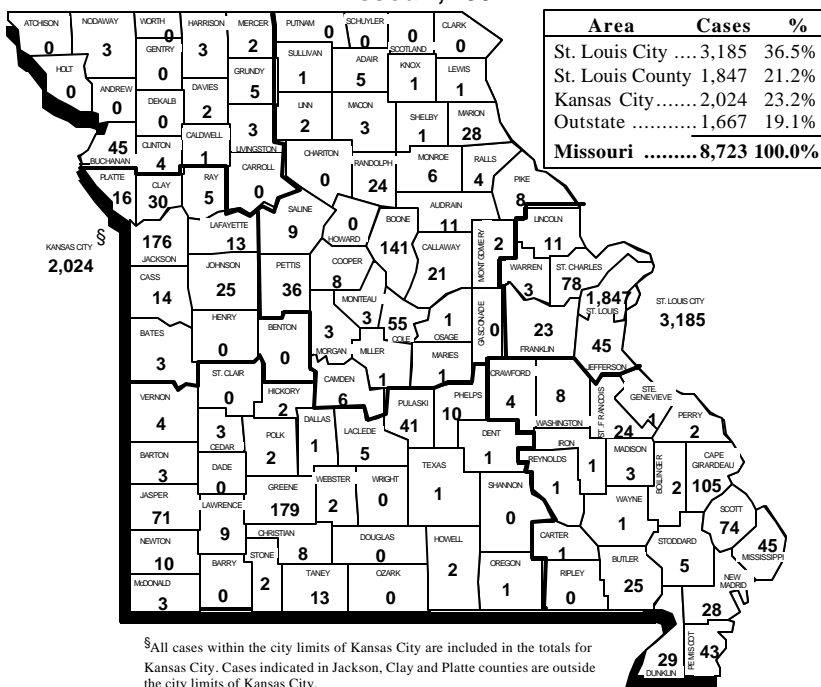 Area Cases %
St. Louis City .... 3,185 36.5%
St. Louis County 1,847 21.2%
Kansas City....... 2,024 23.2%
Outstate ........... 1,667 19.1%
Missouri ......... 8,723 100.0%
ATCHISON 0
NODAWAY 3
WORTH 0
HARRISON 3
MERCER 2
PUTNAM 0
SCHUYLER 0
SCOTLAND 0
CLARK 0
HOLT 0
ANDREW 0
GENTRY 0
DEKALB 0
DAVIES 2
GRUNDY 5
SULLIVAN 1
ADAIR 5
KNOX 1
LEWIS 1
LINN 2
MACON 3
SHELBY 1
MARION 28
45 BUCHANAN
CLINTON 4
CALDWELL 1
3 LIVINGSTON
CARROLL 0
CHARITON 0
RANDOLPH 24
MONROE 6
RALLS 4
PIKE 8
PLATTE 16
CLAY 30
RAY 5
LAFAYETTE 13
SALINE 9
0 HOWARD
BOONE 141
AUDRAIN 11
CALLAWAY 21
MONTGOMERY 2
LINCOLN 11
KANSAS CITY §
2,024
176 JACKSON
CASS 14
JOHNSON 25
PETTIS 36
COOPER 8
MONITEAU 3
55 COLE
1 OSAGE
GASCONADE 0
WARREN 3
ST. CHARLES 78
1,847 ST. LOUIS
ST. LOUIS CITY
3,185
23 FRANKLIN
45 JEFFERSON
BATES 3
HENRY 0
BENTON 0
3 MORGAN
MILLER 1
MARIES 1
CAMDEN 6
ST. CLAIR 0
HICKORY 2
VERNON 4
3 CEDAR
POLK 2
DALLAS 1
LACLEDE 5
PULASKI 41
PHELPS 10
CRAWFORD 4
8 WASHINGTON
ST. FRANCOIS 24
STE. GENEVIEVE 1
PERRY 2
DENT 1
IRON 1
REYNOLDS 1
MADISON 3
BOLLINGER 2
CAPE GIRARDEAU 105
BARTON 3
DADE 0
JASPER 71
LAWRENCE 9
GREENE 179
WEBSTER 2
WRIGHT 0
TEXAS 1
SHANNON 0
WAYNE 1
SCOTT 74
45 MISSISSIPPI
NEWTON 10
CHRISTIAN 8
DOUGLAS 0
HOWELL 2
CARTER 1
BUTLER 25
STODDARD 5
NEW MADRID 28
McDONALD 3
BARRY 0
STONE 2
TANEY 13
OZARK 0
OREGON 1
RIPLEY 0
29 DUNKLIN
PEMISCOT 43
§All cases within the city limits of Kansas City are included in the totals for
Kansas City. Cases indicated in Jackson, Clay and Platte counties are outside
the city limits of Kansas City.